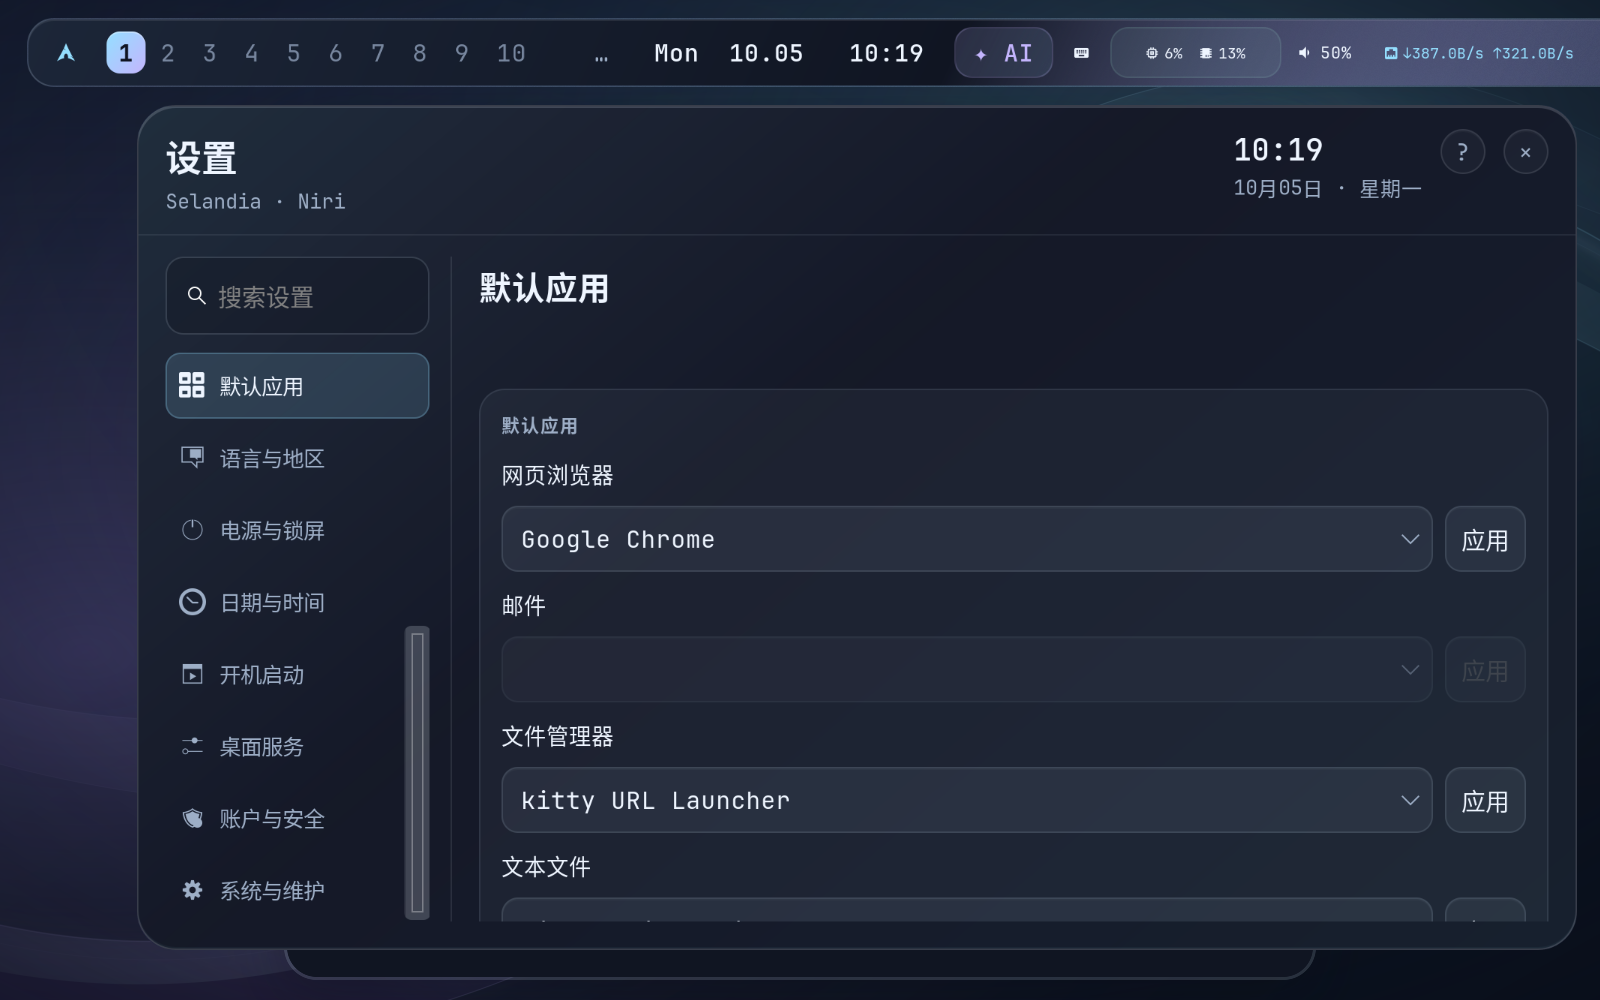 1 2 3 4 5 6 7 8 9 10 … Mon 10.05 10:19 ✦ AI 6% 13% 50% ↓387.0B/s ↑321.0B/s
设置
Selandia · Niri
10:19
10月05日 · 星期一
?
×
搜索设置
默认应用
语言与地区
电源与锁屏
日期与时间
开机启动
桌面服务
账户与安全
系统与维护
默认应用
默认应用
网页浏览器
Google Chrome
应用
邮件
应用
文件管理器
kitty URL Launcher
应用
文本文件